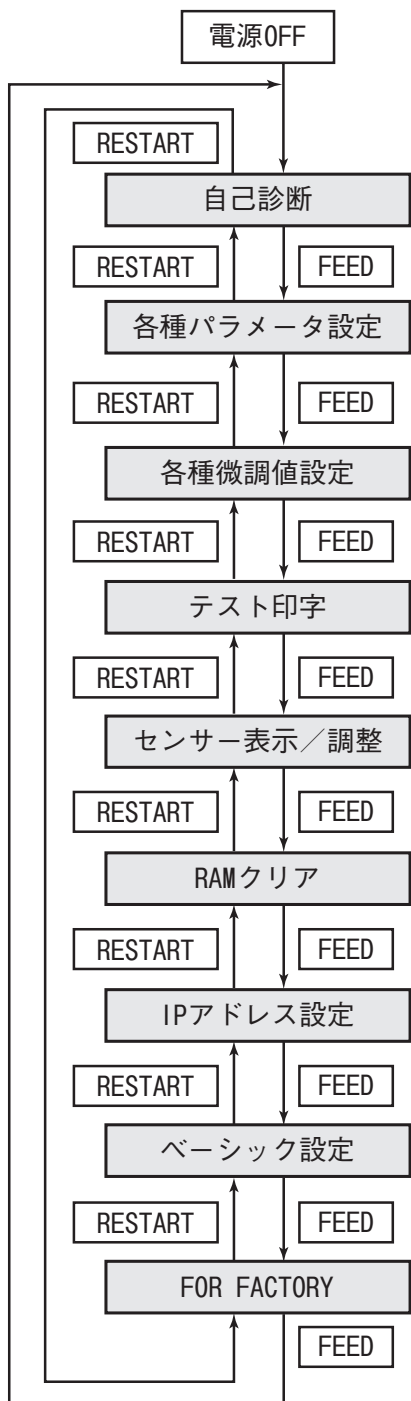 電源OFF
RESTART
自己診断
RESTART
FEED
各種パラメータ設定
RESTART
FEED
各種微調値設定
RESTART
FEED
テスト印字
RESTART
FEED
センサー表示／調整
RESTART
FEED
RAMクリア
RESTART
FEED
IPアドレス設定
RESTART
FEED
ベーシック設定
RESTART
FEED
FOR FACTORY
FEED